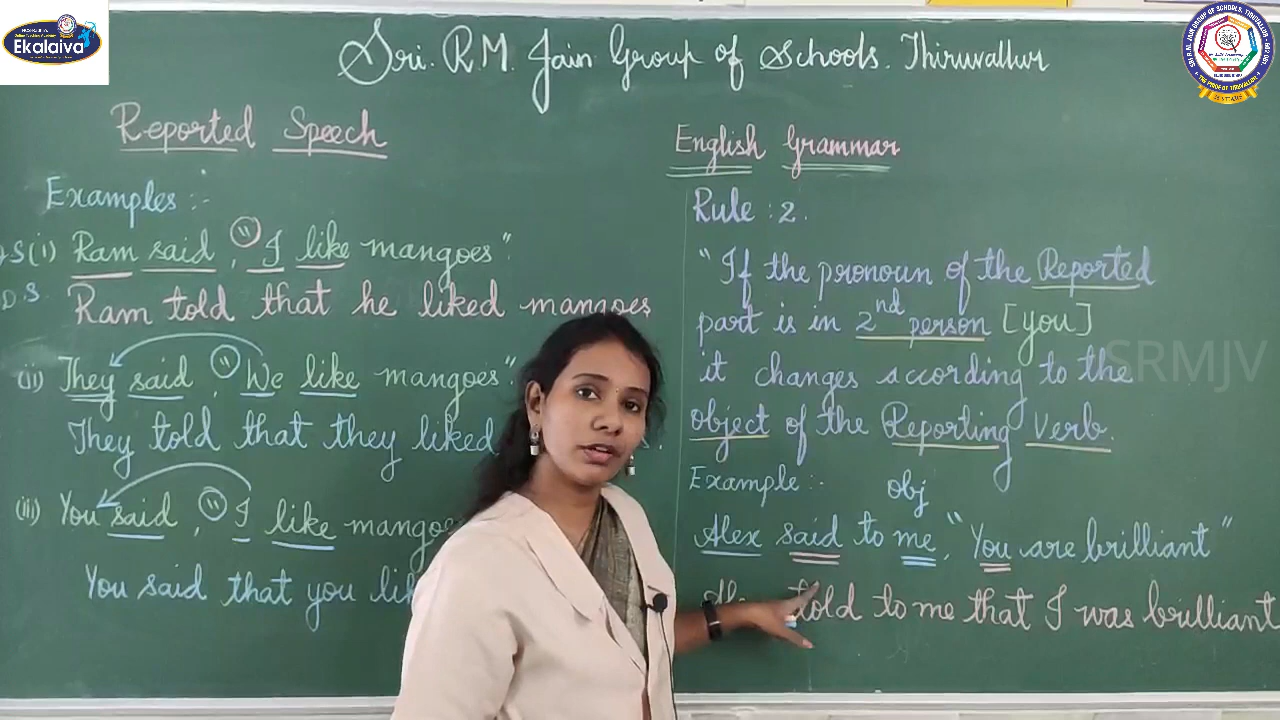 Ekalaiva
Sri. R.M. Jain Group of Schools. Thiruvallur
Reported Speech
Examples :-
S (i) Ram said, "I like mangoes"
D S Ram told that he liked mangoes
(ii) They said, "We like mangoes"
They told that they liked
(iii) You said, "I like mangoe
You said that you lik
English Grammar
Rule : 2.
"If the pronoun of the Reported
part is in 2nd person [you]
it changes according to the
object of the Reporting Verb.
Example :- obj
Alex said to me, "You are brilliant"
told to me that I was brilliant
SRMJV